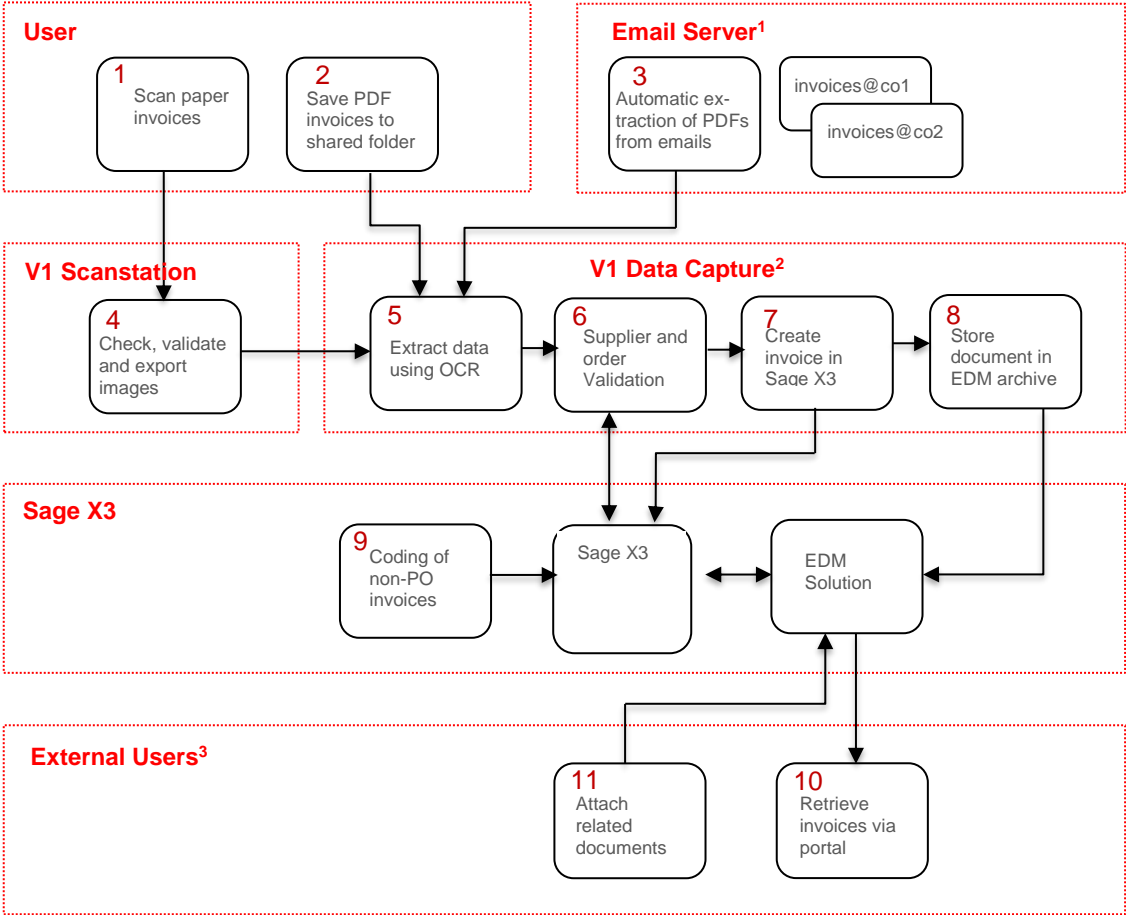 User
1
Scan paper
invoices
2
Save PDF
invoices to
shared folder
Email Server¹
3
Automatic ex-
traction of PDFs
from emails
invoices@co1
invoices@co2
V1 Scanstation
4
Check, validate
and export
images
V1 Data Capture²
5
Extract data
using OCR
6
Supplier and
order
Validation
7
Create
invoice in
Sage X3
8
Store
document in
EDM archive
Sage X3
9
Coding of
non-PO
invoices
Sage X3
EDM
Solution
External Users³
11
Attach
related
documents
10
Retrieve
invoices via
portal